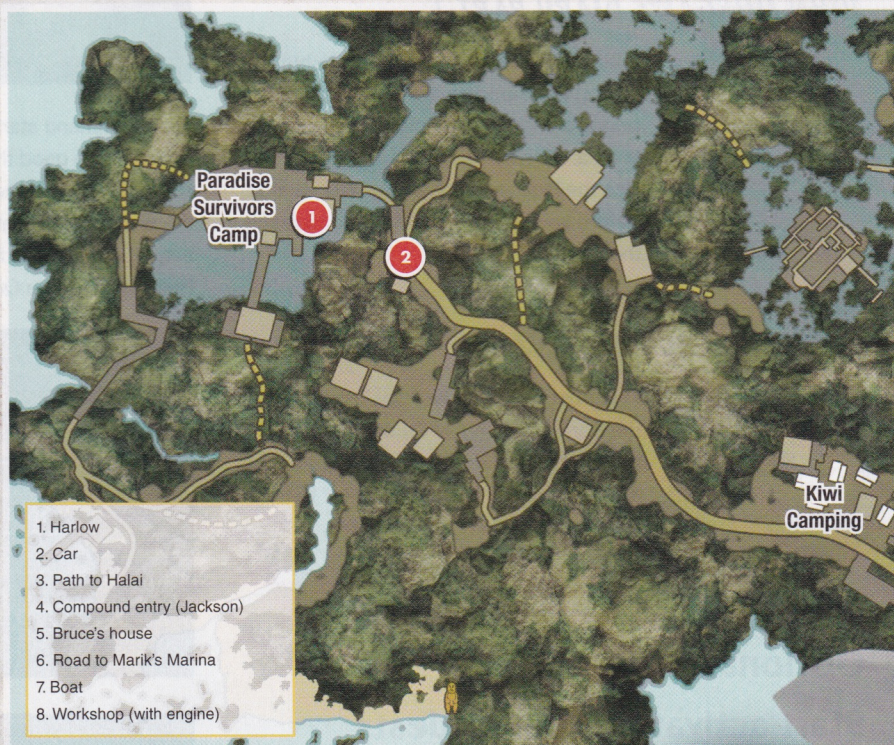 Paradise
Survivors
Camp
1
2
Kiwi
Camping
1. Harlow
2. Car
3. Path to Halai
4. Compound entry (Jackson)
5. Bruce's house
6. Road to Marik's Marina
7. Boat
8. Workshop (with engine)